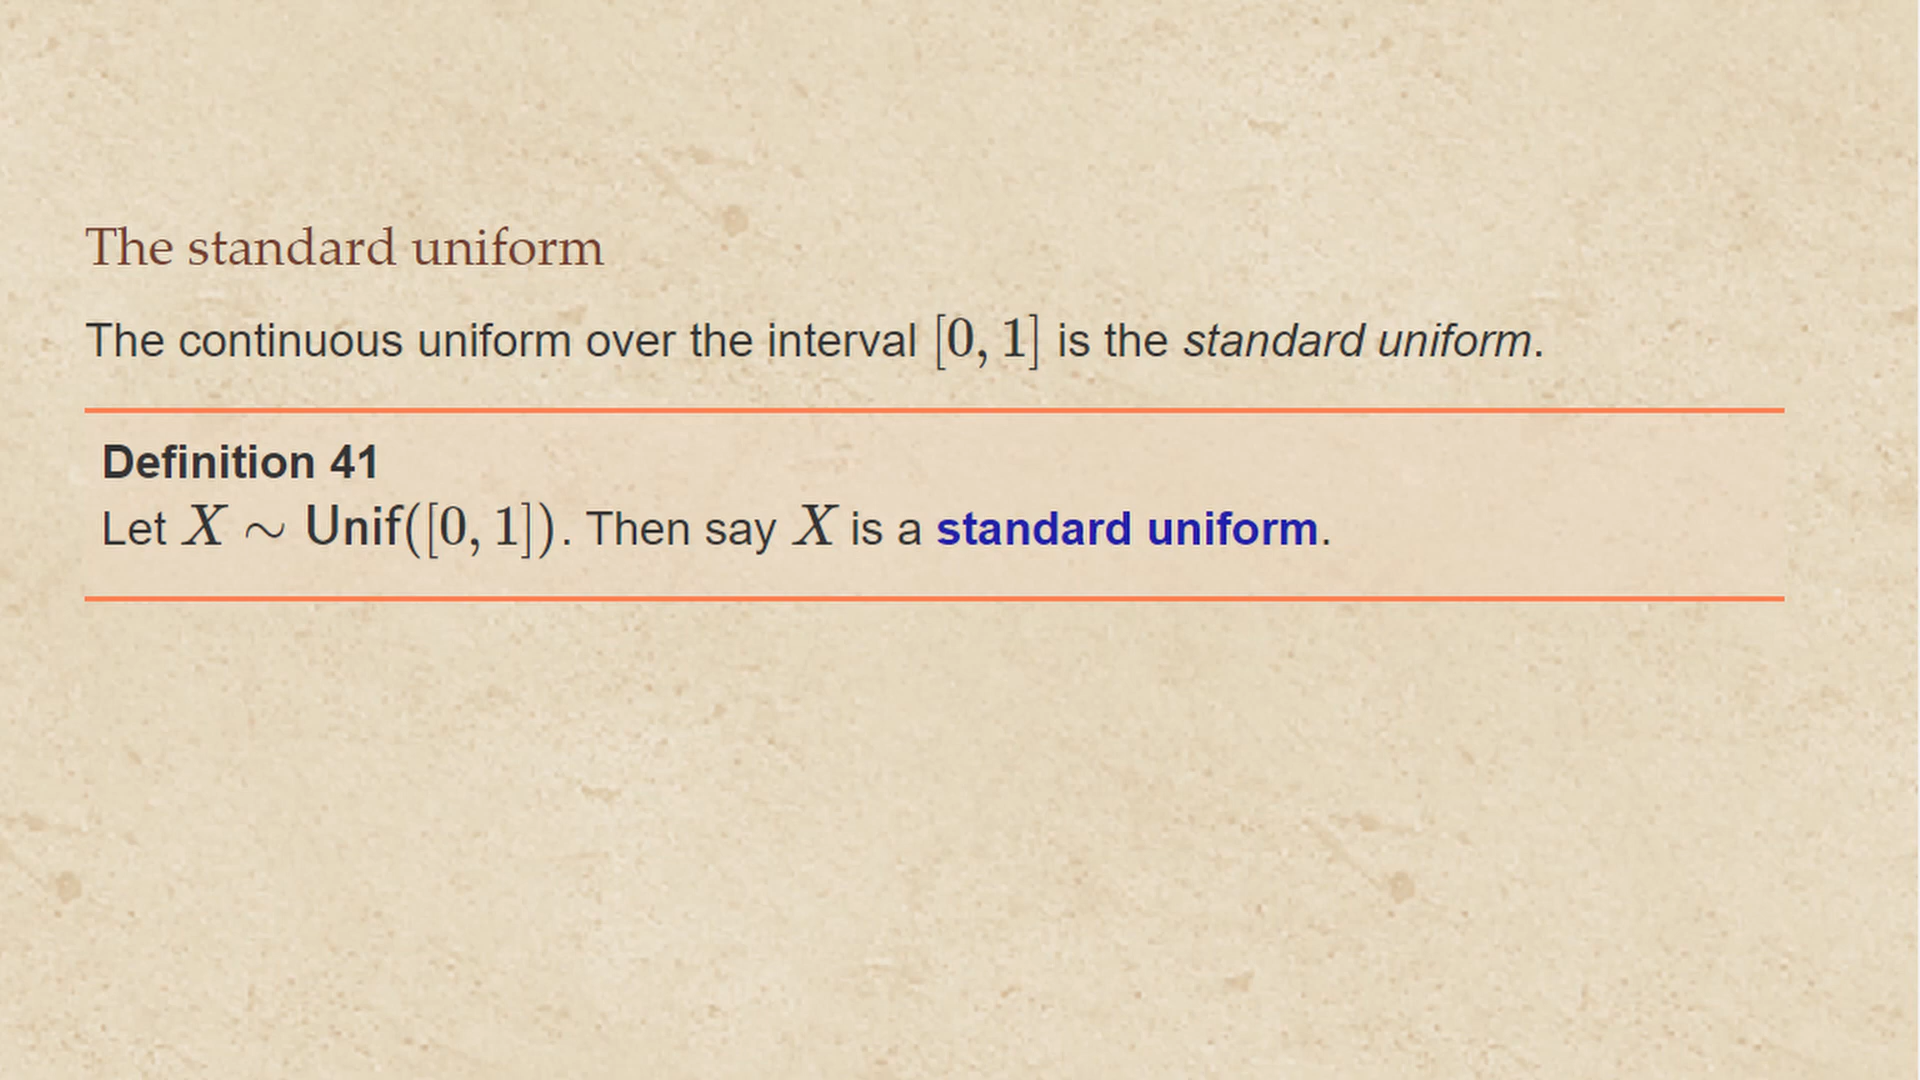 The standard uniform
The continuous uniform over the interval [0, 1] is the standard uniform.
Definition 41
Let X ∼ Unif([0, 1]). Then say X is a standard uniform.